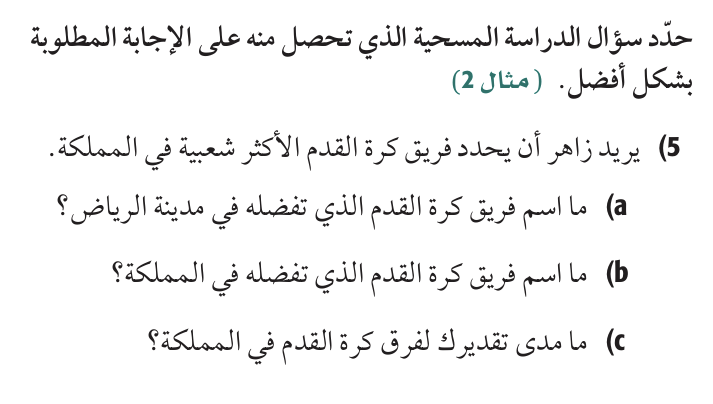 حدّد سؤال الدراسة المسحية الذي تحصل منه على الإجابة المطلوبة
بشكل أفضل. (مثال 2)
5) يريد زاهر أن يحدد فريق كرة القدم الأكثر شعبية في المملكة.
a) ما اسم فريق كرة القدم الذي تفضله في مدينة الرياض؟
b) ما اسم فريق كرة القدم الذي تفضله في المملكة؟
c) ما مدى تقديرك لفرق كرة القدم في المملكة؟